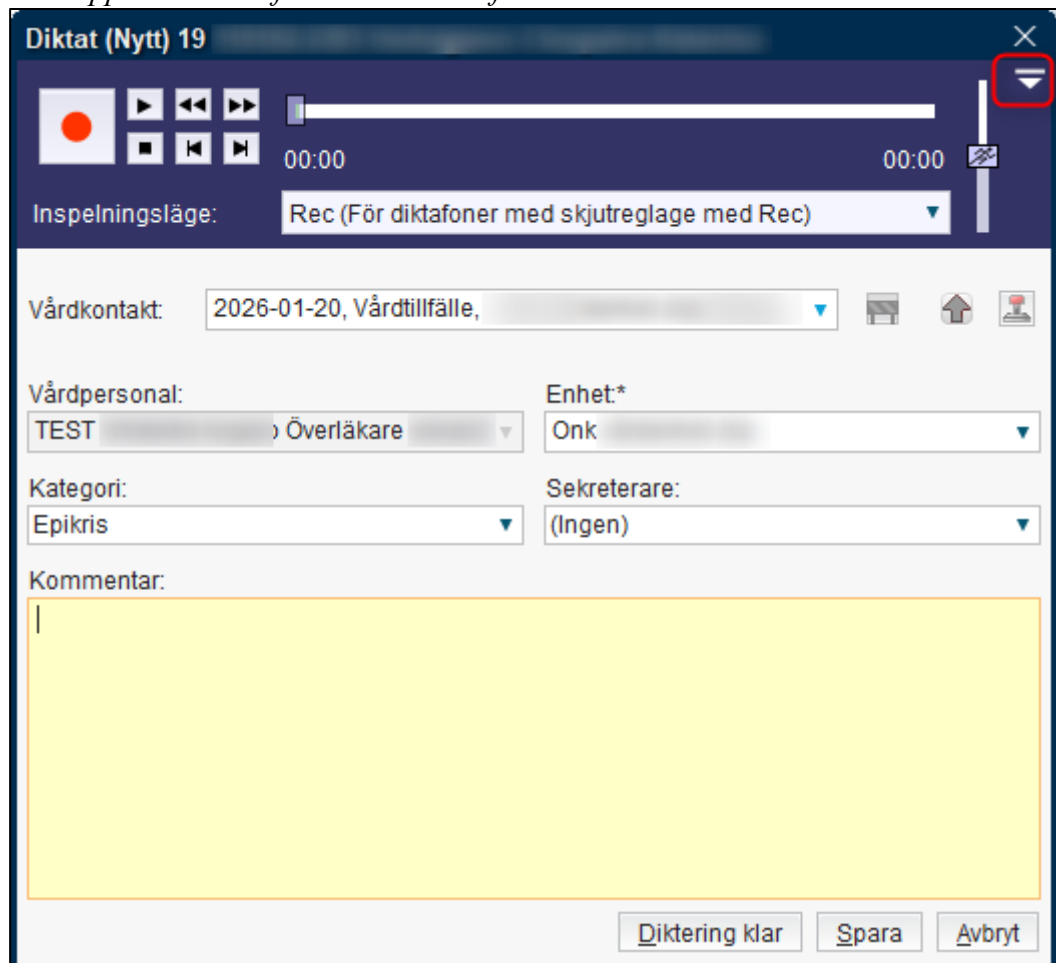 Diktat (Nytt) 19
00:00 00:00
Inspelningsläge: Rec (För diktafoner med skjutreglage med Rec)
Vårdkontakt: 2026-01-20, Vårdtillfälle,
Vårdpersonal: Enhet:*
TEST Överläkare Onk
Kategori: Sekreterare:
Epikris (Ingen)
Kommentar:
Diktering klar Spara Avbryt